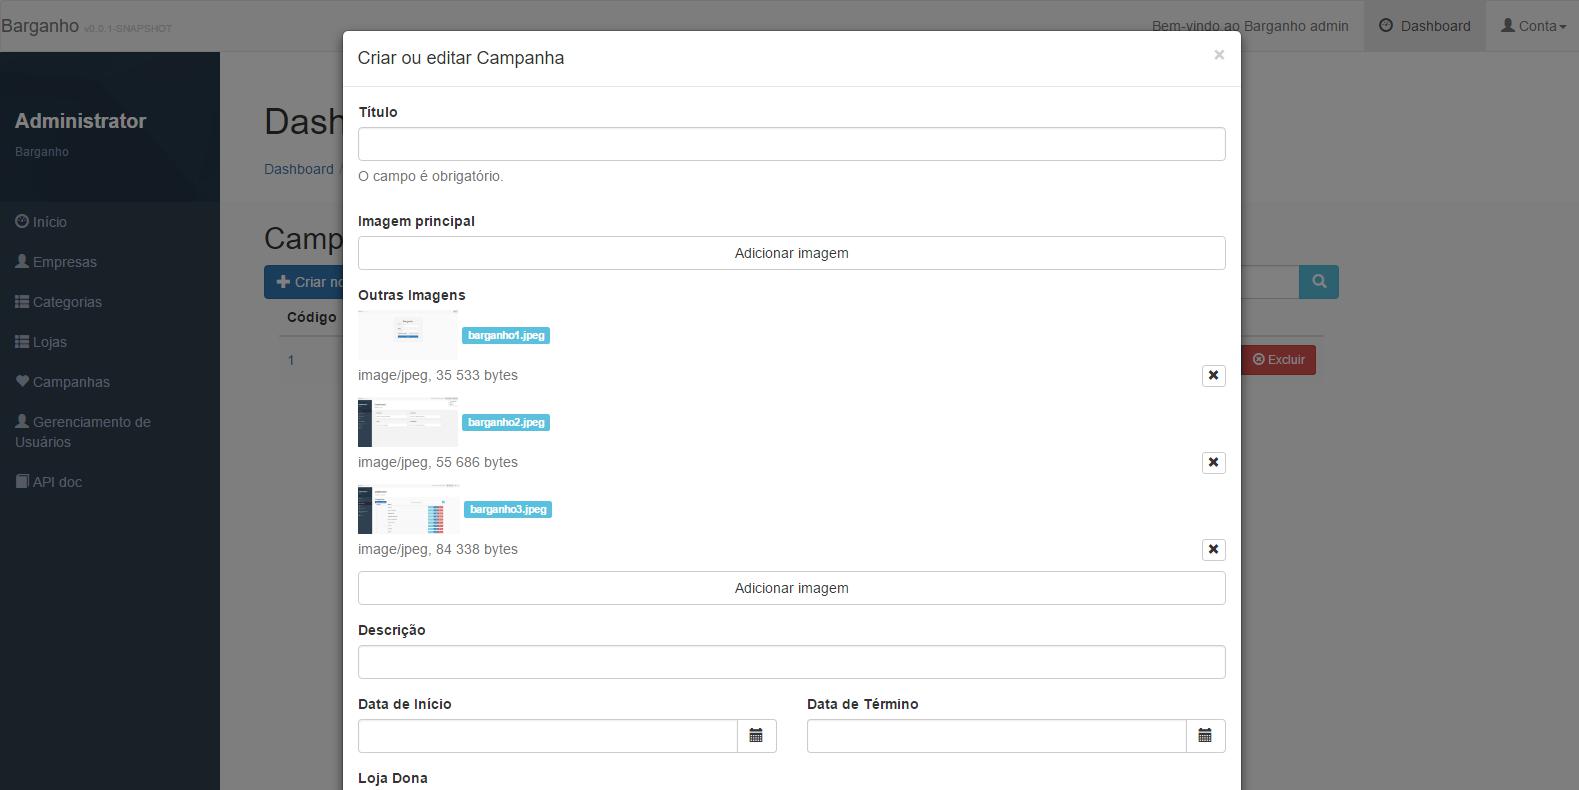 Barganho v0.0.1-SNAPSHOT
Bem-vindo ao Barganho admin
Dashboard
Conta
Administrator
Barganho
Início
Empresas
Categorias
Lojas
Campanhas
Gerenciamento de
Usuários
API doc
Dash
Dashboard /
Camp
Criar no
Código
1
Excluir
Criar ou editar Campanha
×
Título
O campo é obrigatório.
Imagem principal
Adicionar imagem
Outras Imagens
barganho1.jpeg
image/jpeg, 35 533 bytes
barganho2.jpeg
image/jpeg, 55 686 bytes
barganho3.jpeg
image/jpeg, 84 338 bytes
Adicionar imagem
Descrição
Data de Início
Data de Término
Loja Dona